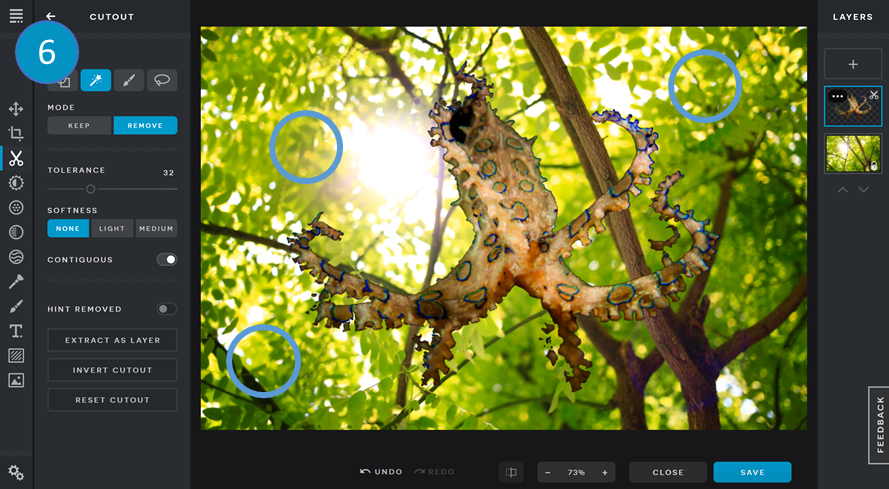 CUTOUT
6
MODE
KEEP REMOVE
TOLERANCE 32
SOFTNESS
NONE LIGHT MEDIUM
CONTIGUOUS
HINT REMOVED
EXTRACT AS LAYER
INVERT CUTOUT
RESET CUTOUT
UNDO REDO
− 73% +
CLOSE
SAVE
LAYERS
+
FEEDBACK